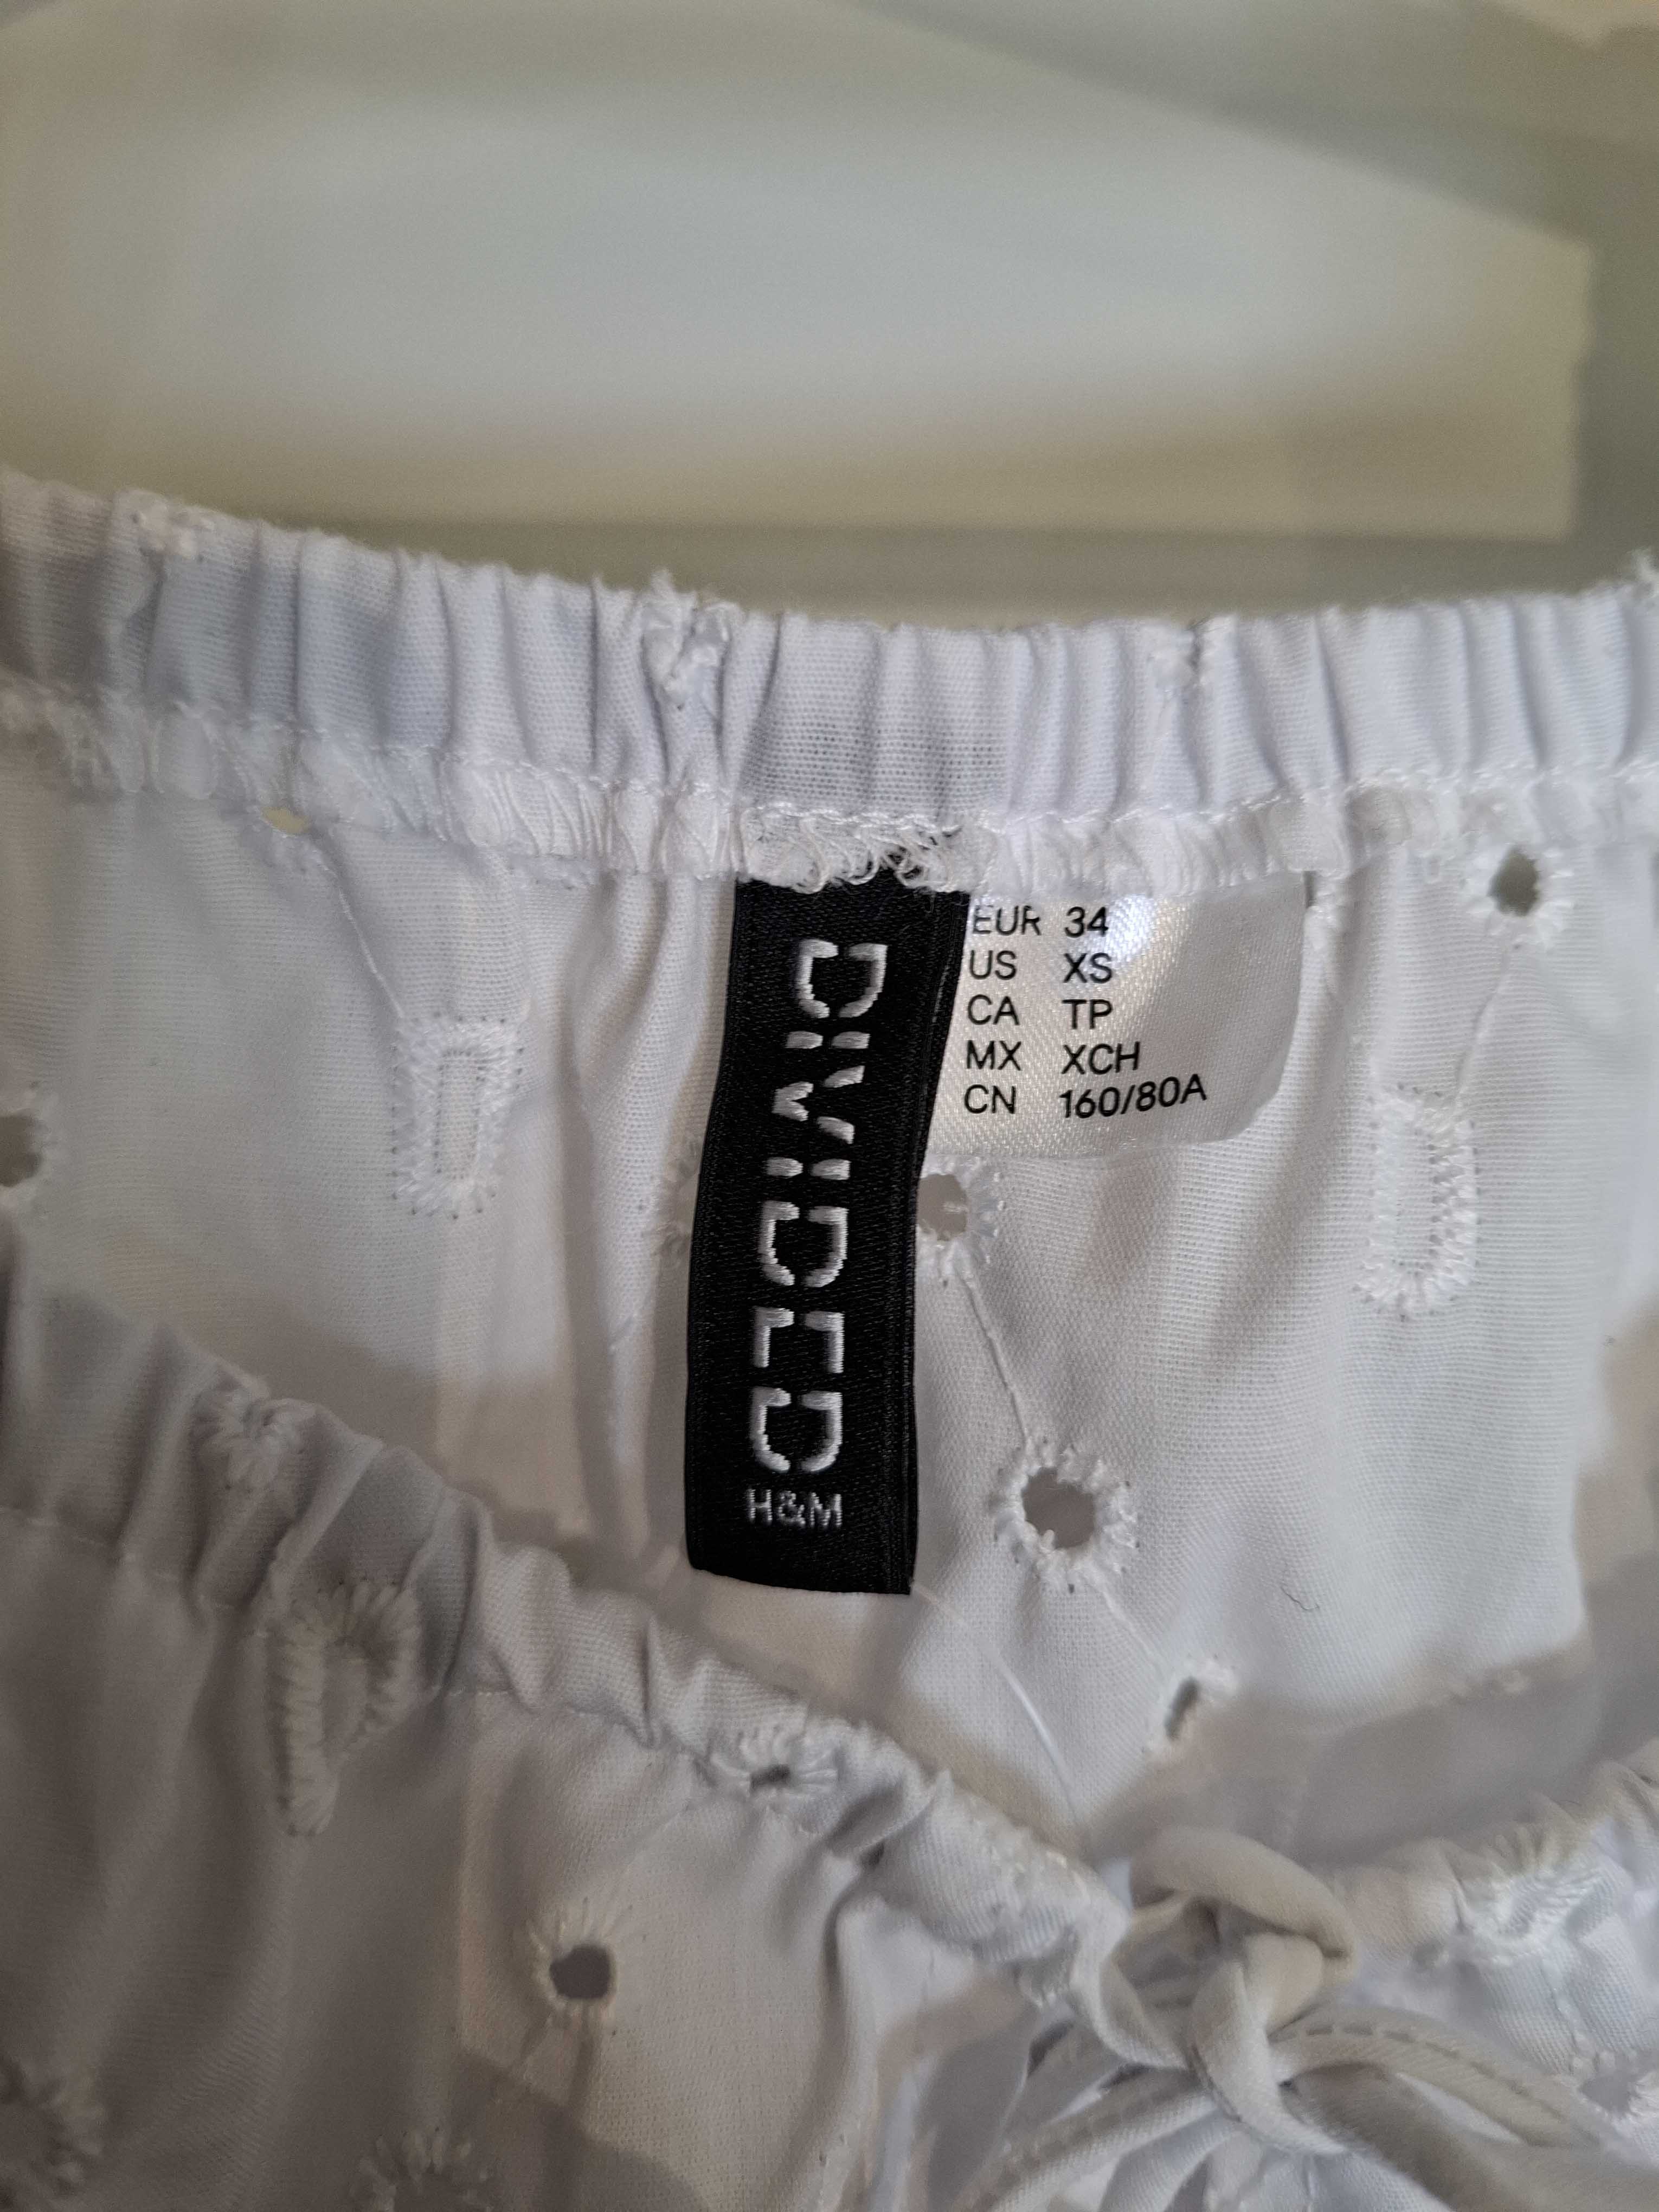 DIVIDED
H&M
EUR 34
US XS
CA TP
MX XCH
CN 160/80A